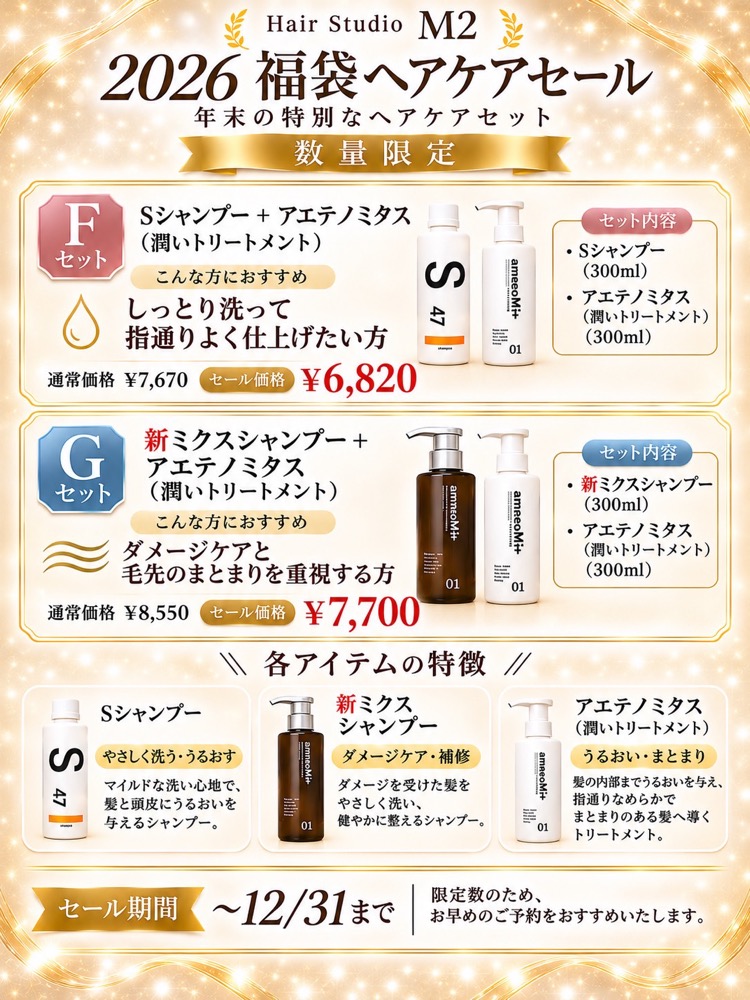 Hair Studio M2
2026 福袋ヘアケアセール
年末の特別なヘアケアセット
数量限定
F
セット
Sシャンプー + アエテノミタス
(潤いトリートメント)
こんな方におすすめ
しっとり洗って
指通りよく仕上げたい方
通常価格 ¥7,670 セール価格 ¥6,820
S
47
shampoo
ameeoMi+
01
セット内容
・Sシャンプー
(300ml)
・アエテノミタス
(潤いトリートメント)
(300ml)
G
セット
新ミクスシャンプー +
アエテノミタス
(潤いトリートメント)
こんな方におすすめ
ダメージケアと
毛先のまとまりを重視する方
通常価格 ¥8,550 セール価格 ¥7,700
01
01
セット内容
・新ミクスシャンプー
(300ml)
・アエテノミタス
(潤いトリートメント)
(300ml)
\\ 各アイテムの特徴 //
S
47
Sシャンプー
やさしく洗う・うるおす
マイルドな洗い心地で、
髪と頭皮にうるおいを
与えるシャンプー。
01
新ミクス
シャンプー
ダメージケア・補修
ダメージを受けた髪を
やさしく洗い、
健やかに整えるシャンプー。
01
アエテノミタス
(潤いトリートメント)
うるおい・まとまり
髪の内部までうるおいを与え、
指通りなめらかで
まとまりのある髪へ導く
トリートメント。
セール期間 〜12/31まで
限定数のため、
お早めのご予約をおすすめいたします。